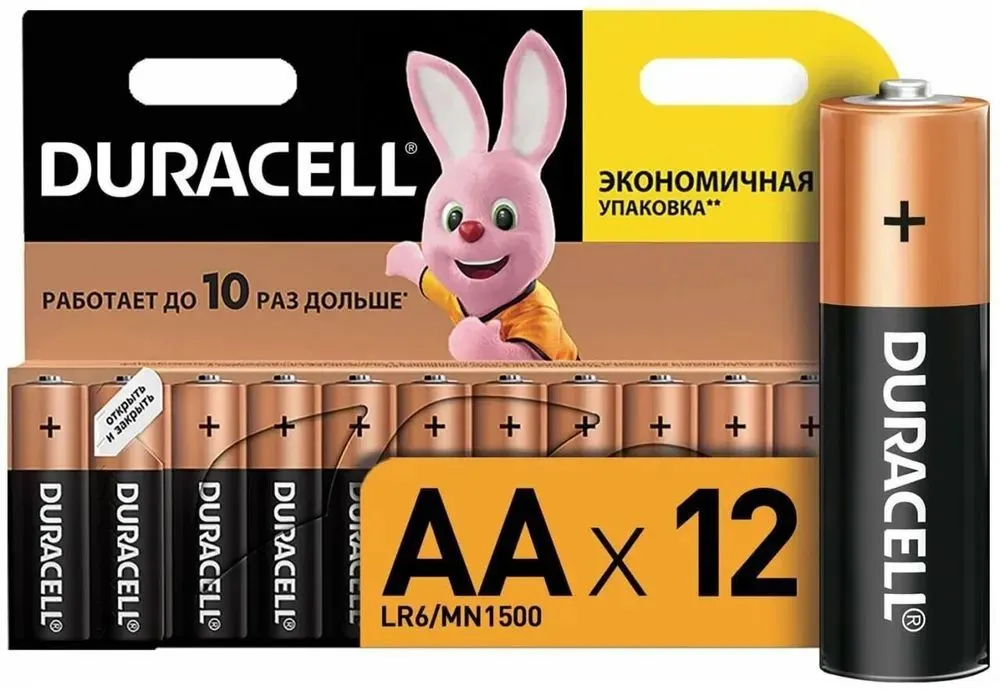 DURACELL®
ЭКОНОМИЧНАЯ
УПАКОВКА**
РАБОТАЕТ ДО 10 РАЗ ДОЛЬШЕ*
открыть
и закрыть
+
+
+
+
+
+
+
+
+
+
DURACELL®
DURACELL®
DURACELL®
DURACELL®
AA x 12
LR6/MN1500
+
DURACELL®